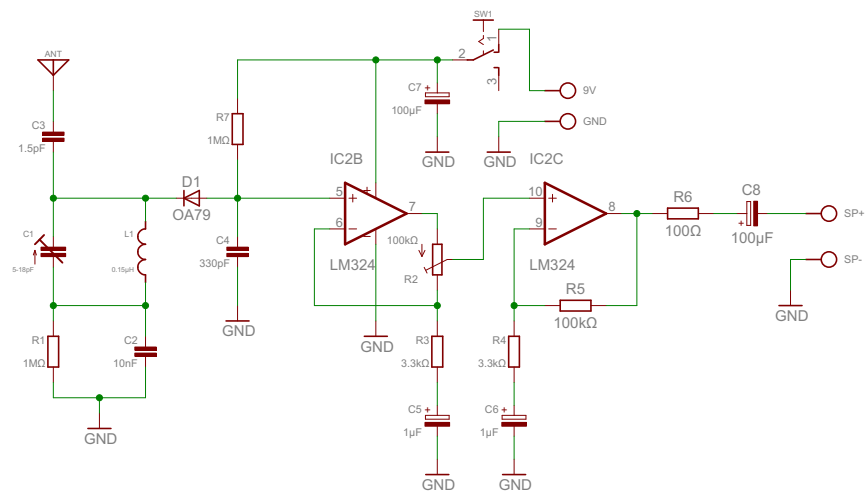 ANT
SW1
2
1
3
9V
C7
+
100µF
GND
GND
GND
C3
1.5pF
R7
1MΩ
IC2B
IC2C
D1
OA79
5
+
6
−
7
10
+
9
−
8
LM324
100kΩ
R2
LM324
R6
100Ω
C8
+
100µF
SP+
SP-
GND
C1
5-18pF
L1
0.15µH
C4
330pF
GND
GND
R5
100kΩ
R1
1MΩ
C2
10nF
GND
R3
3.3kΩ
R4
3.3kΩ
C5
+
1µF
C6
+
1µF
GND
GND